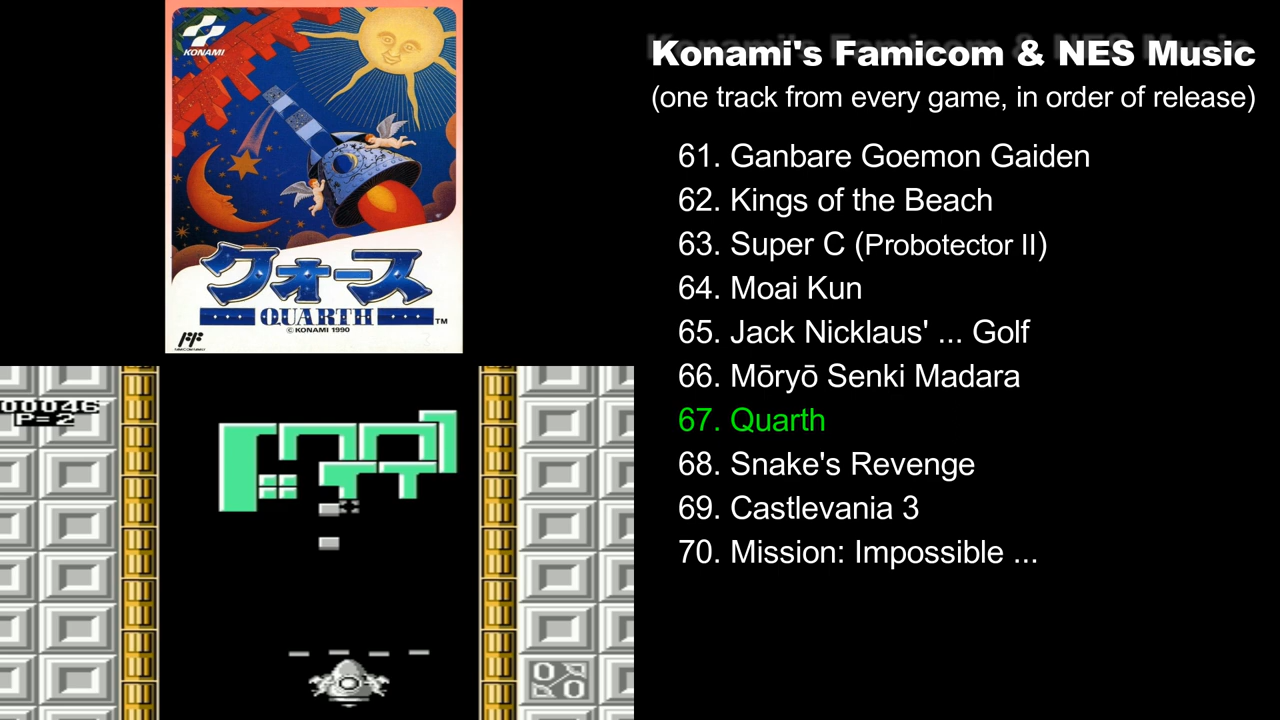 KONAMI
クォース
QUARTH
TM
© KONAMI 1990
00046
P=2
Konami's Famicom & NES Music
(one track from every game, in order of release)
61. Ganbare Goemon Gaiden
62. Kings of the Beach
63. Super C (Probotector II)
64. Moai Kun
65. Jack Nicklaus' ... Golf
66. Mōryō Senki Madara
67. Quarth
68. Snake's Revenge
69. Castlevania 3
70. Mission: Impossible ...